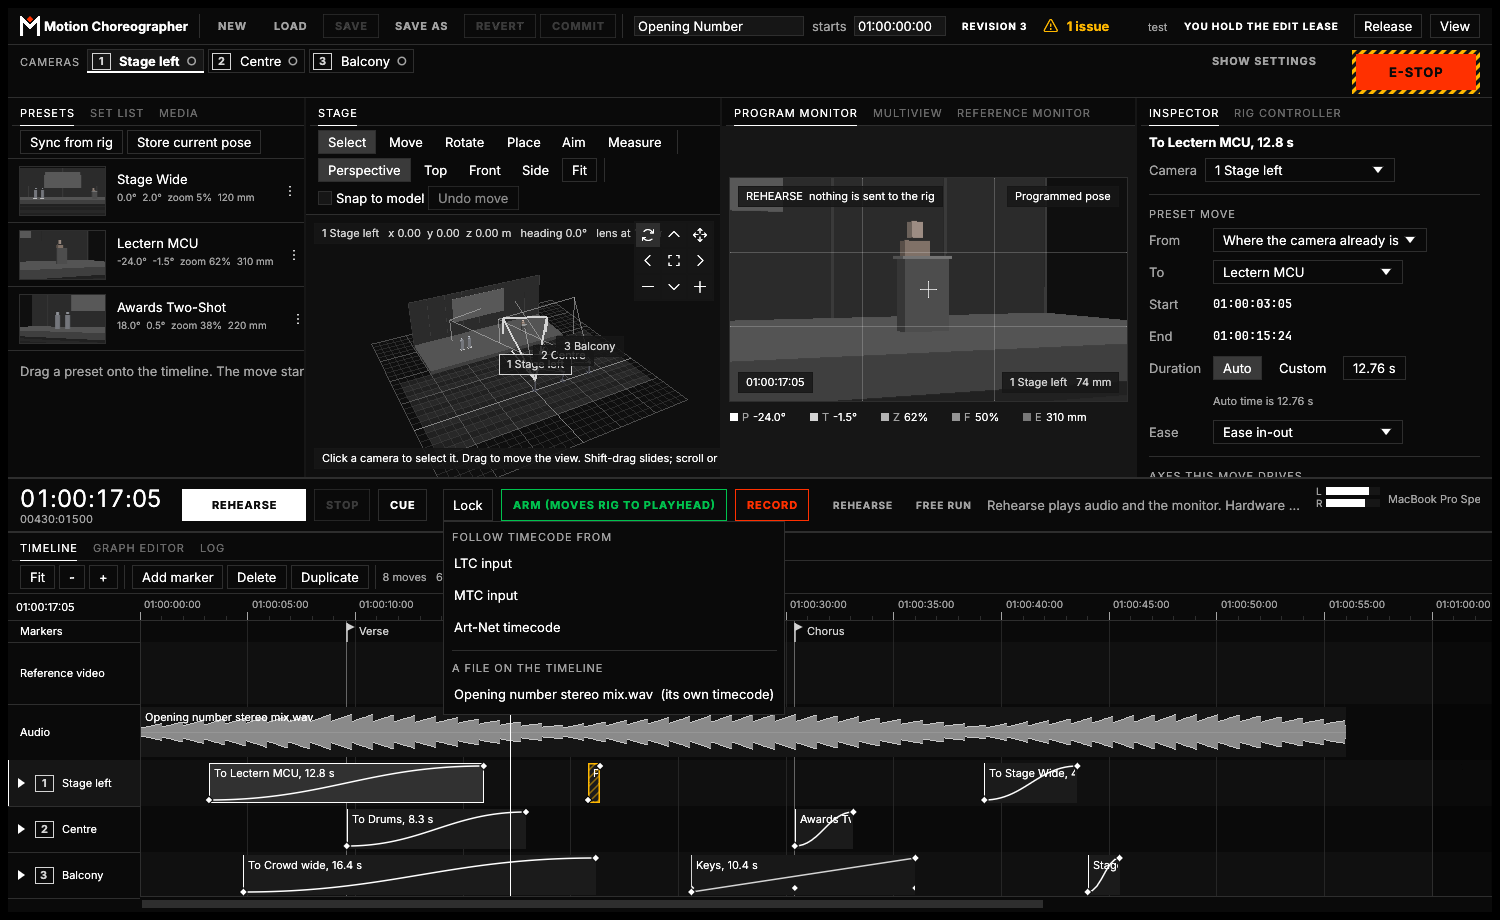 Motion Choreographer
NEW
LOAD
SAVE
SAVE AS
REVERT
COMMIT
Opening Number
starts
01:00:00:00
REVISION 3
1 issue
test
YOU HOLD THE EDIT LEASE
Release
View
CAMERAS
1 Stage left
2 Centre
3 Balcony
SHOW SETTINGS
E-STOP
PRESETS
SET LIST
MEDIA
Sync from rig
Store current pose
Stage Wide
0.0° 2.0° zoom 5% 120 mm
Lectern MCU
-24.0° -1.5° zoom 62% 310 mm
Awards Two-Shot
18.0° 0.5° zoom 38% 220 mm
Drag a preset onto the timeline. The move star
STAGE
Select
Move
Rotate
Place
Aim
Measure
Perspective
Top
Front
Side
Fit
Snap to model
Undo move
1 Stage left x 0.00 y 0.00 z 0.00 m heading 0.0° lens at
3 Balcony
2 Centre
1 Stage left
Click a camera to select it. Drag to move the view. Shift-drag slides; scroll or
PROGRAM MONITOR
MULTIVIEW
REFERENCE MONITOR
REHEARSE nothing is sent to the rig
Programmed pose
01:00:17:05
1 Stage left 74 mm
P -24.0°
T -1.5°
Z 62%
F 50%
E 310 mm
INSPECTOR
RIG CONTROLLER
To Lectern MCU, 12.8 s
Camera
1 Stage left
PRESET MOVE
From
Where the camera already is
To
Lectern MCU
Start
01:00:03:05
End
01:00:15:24
Duration
Auto
Custom
12.76 s
Auto time is 12.76 s
Ease
Ease in-out
AXES THIS MOVE DRIVES
01:00:17:05
00430:01500
REHEARSE
STOP
CUE
Lock
ARM (MOVES RIG TO PLAYHEAD)
RECORD
REHEARSE
FREE RUN
Rehearse plays audio and the monitor. Hardware ...
L
R
MacBook Pro Spe
FOLLOW TIMECODE FROM
LTC input
MTC input
Art-Net timecode
A FILE ON THE TIMELINE
Opening number stereo mix.wav (its own timecode)
TIMELINE
GRAPH EDITOR
LOG
Fit
-
+
Add marker
Delete
Duplicate
8 moves 6
01:00:17:05
01:00:00:00
01:00:05:00
01:00:10:00
01:00:30:00
01:00:35:00
01:00:40:00
01:00:45:00
01:00:50:00
01:00:55:00
01:01:00:00
Markers
Verse
Chorus
Reference video
Audio
Opening number stereo mix.wav
1 Stage left
To Lectern MCU, 12.8 s
To Stage Wide,
2 Centre
To Drums, 8.3 s
Awards
3 Balcony
To Crowd wide, 16.4 s
Keys, 10.4 s
Stag